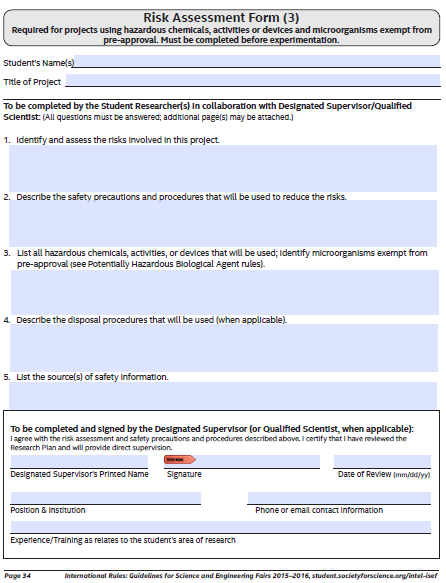 Risk Assessment Form (3)
Required for projects using hazardous chemicals, activities or devices and microorganisms exempt from
pre-approval. Must be completed before experimentation.
Student's Name(s)
Title of Project
To be completed by the Student Researcher(s) in collaboration with Designated Supervisor/Qualified
Scientist: (All questions must be answered; additional page(s) may be attached.)
1. Identify and assess the risks involved in this project.
2. Describe the safety precautions and procedures that will be used to reduce the risks.
3. List all hazardous chemicals, activities, or devices that will be used; identify microorganisms exempt from
pre-approval (see Potentially Hazardous Biological Agent rules).
4. Describe the disposal procedures that will be used (when applicable).
5. List the source(s) of safety information.
To be completed and signed by the Designated Supervisor (or Qualified Scientist, when applicable):
I agree with the risk assessment and safety precautions and procedures described above. I certify that I have reviewed the
Research Plan and will provide direct supervision.
Designated Supervisor's Printed Name Signature Date of Review (mm/dd/yy)
Position & Institution Phone or email contact information
Experience/Training as relates to the student's area of research
Page 34 International Rules: Guidelines for Science and Engineering Fairs 2015–2016, student.societyforscience.org/intel-isef